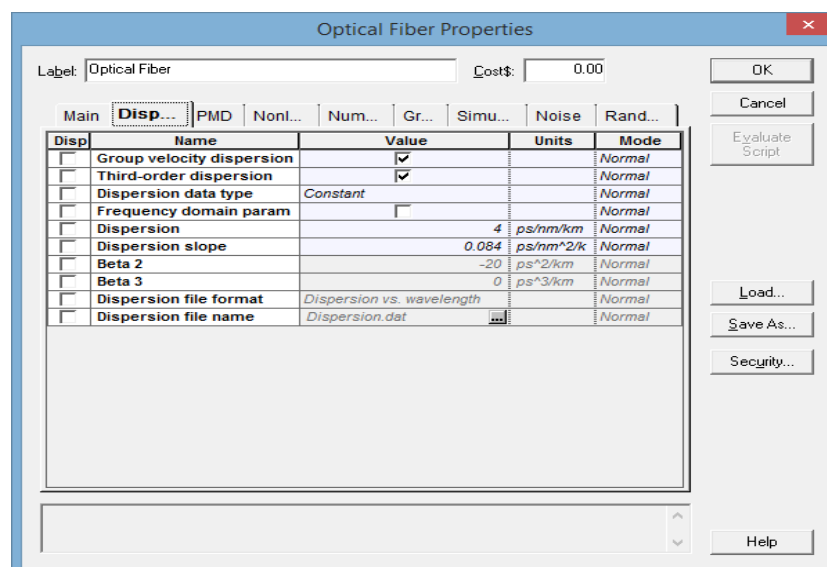 Optical Fiber Properties
×
Label: Optical Fiber Cost$: 0.00 OK
Cancel
Evaluate Script
Main Disp... PMD Nonl... Num... Gr... Simu... Noise Rand...
Disp Name Value Units Mode
Group velocity dispersion Normal
Third-order dispersion Normal
Dispersion data type Constant Normal
Frequency domain param Normal
Dispersion 4 ps/nm/km Normal
Dispersion slope 0.084 ps/nm^2/k Normal
Beta 2 -20 ps^2/km Normal
Beta 3 0 ps^3/km Normal
Dispersion file format Dispersion vs. wavelength Normal
Dispersion file name Dispersion.dat ... Normal
Load...
Save As...
Security...
Help